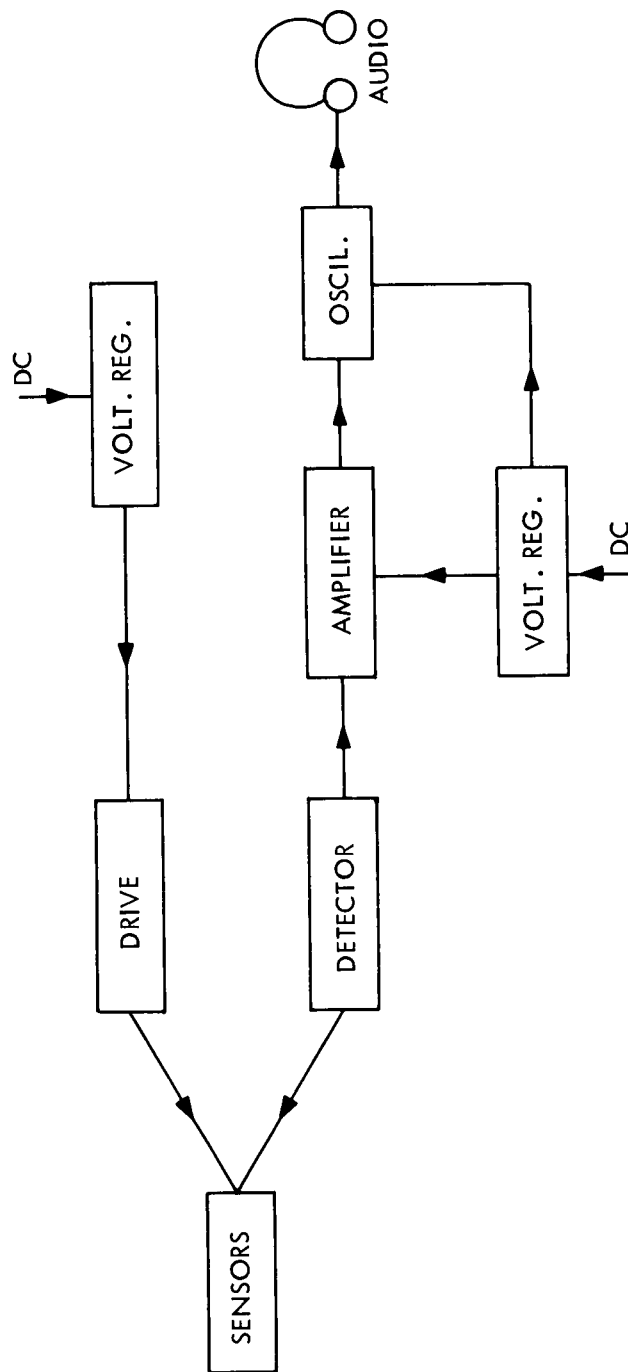 DC
VOLT. REG.
DRIVE
SENSORS
DETECTOR
AMPLIFIER
OSCIL.
AUDIO
VOLT. REG.
DC